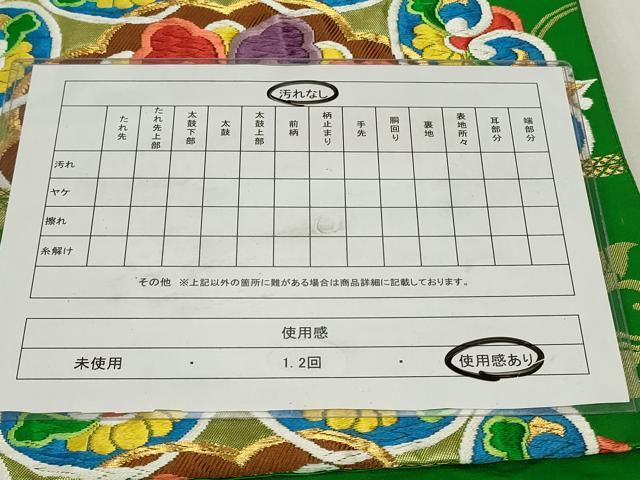 汚れなし
たれ先 たれ先上部 太鼓下部 太鼓 太鼓上部 前柄 柄止まり 手先 胴回り 裏地 表地所々 耳部分 端部分
汚れ
ヤケ
擦れ
糸解け
その他 ※上記以外の箇所に難がある場合は商品詳細に記載しております。
使用感
未使用 ・ 1.2回 ・ 使用感あり